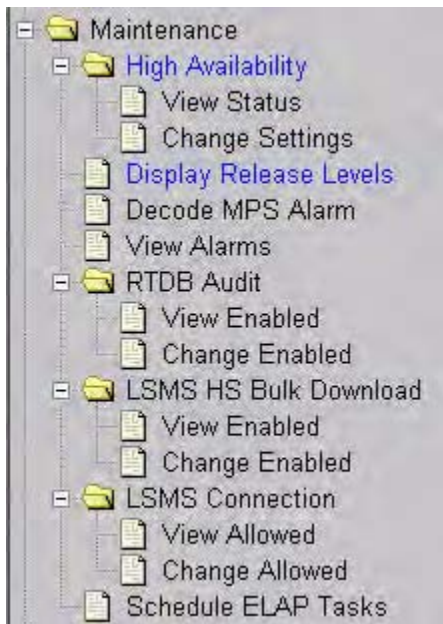 Maintenance
High Availability
View Status
Change Settings
Display Release Levels
Decode MPS Alarm
View Alarms
RTDB Audit
View Enabled
Change Enabled
LSMS HS Bulk Download
View Enabled
Change Enabled
LSMS Connection
View Allowed
Change Allowed
Schedule ELAP Tasks